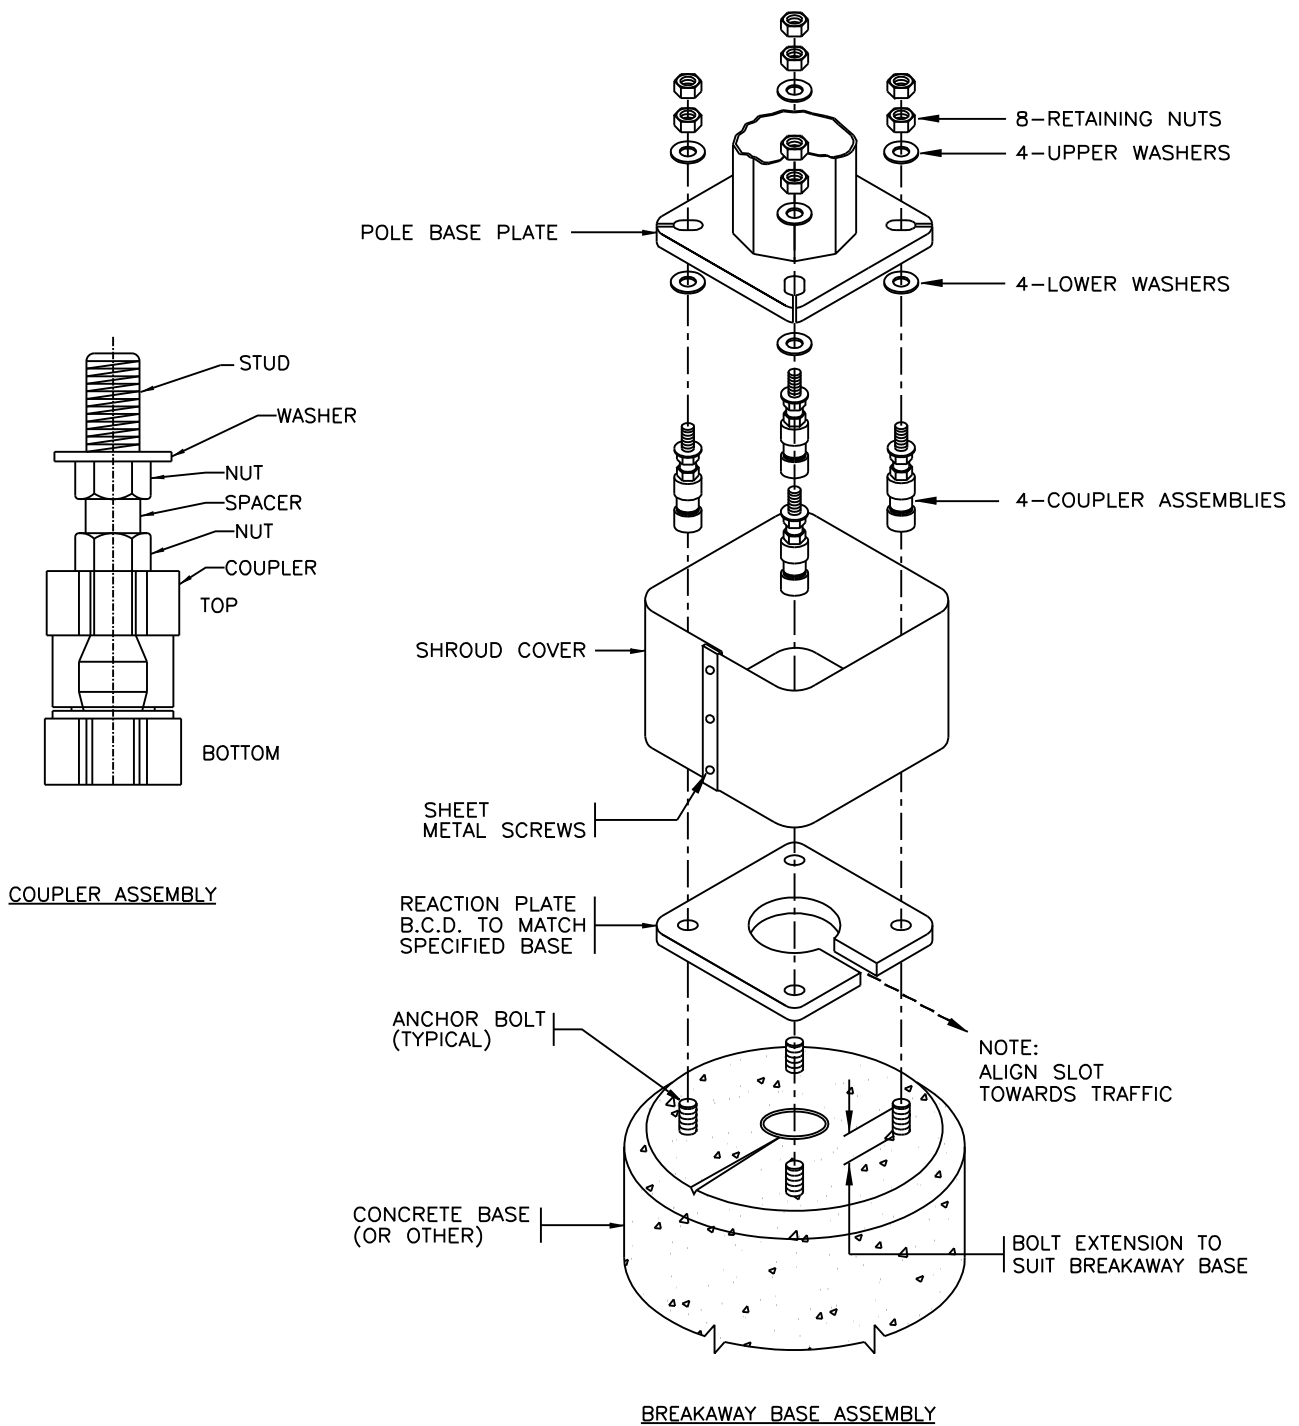 8-RETAINING NUTS
4-UPPER WASHERS
POLE BASE PLATE
4-LOWER WASHERS
STUD
WASHER
NUT
SPACER
NUT
COUPLER
TOP
BOTTOM
COUPLER ASSEMBLY
4-COUPLER ASSEMBLIES
SHROUD COVER
SHEET
METAL SCREWS
REACTION PLATE
B.C.D. TO MATCH
SPECIFIED BASE
ANCHOR BOLT
(TYPICAL)
NOTE:
ALIGN SLOT
TOWARDS TRAFFIC
CONCRETE BASE
(OR OTHER)
BOLT EXTENSION TO
SUIT BREAKAWAY BASE
BREAKAWAY BASE ASSEMBLY